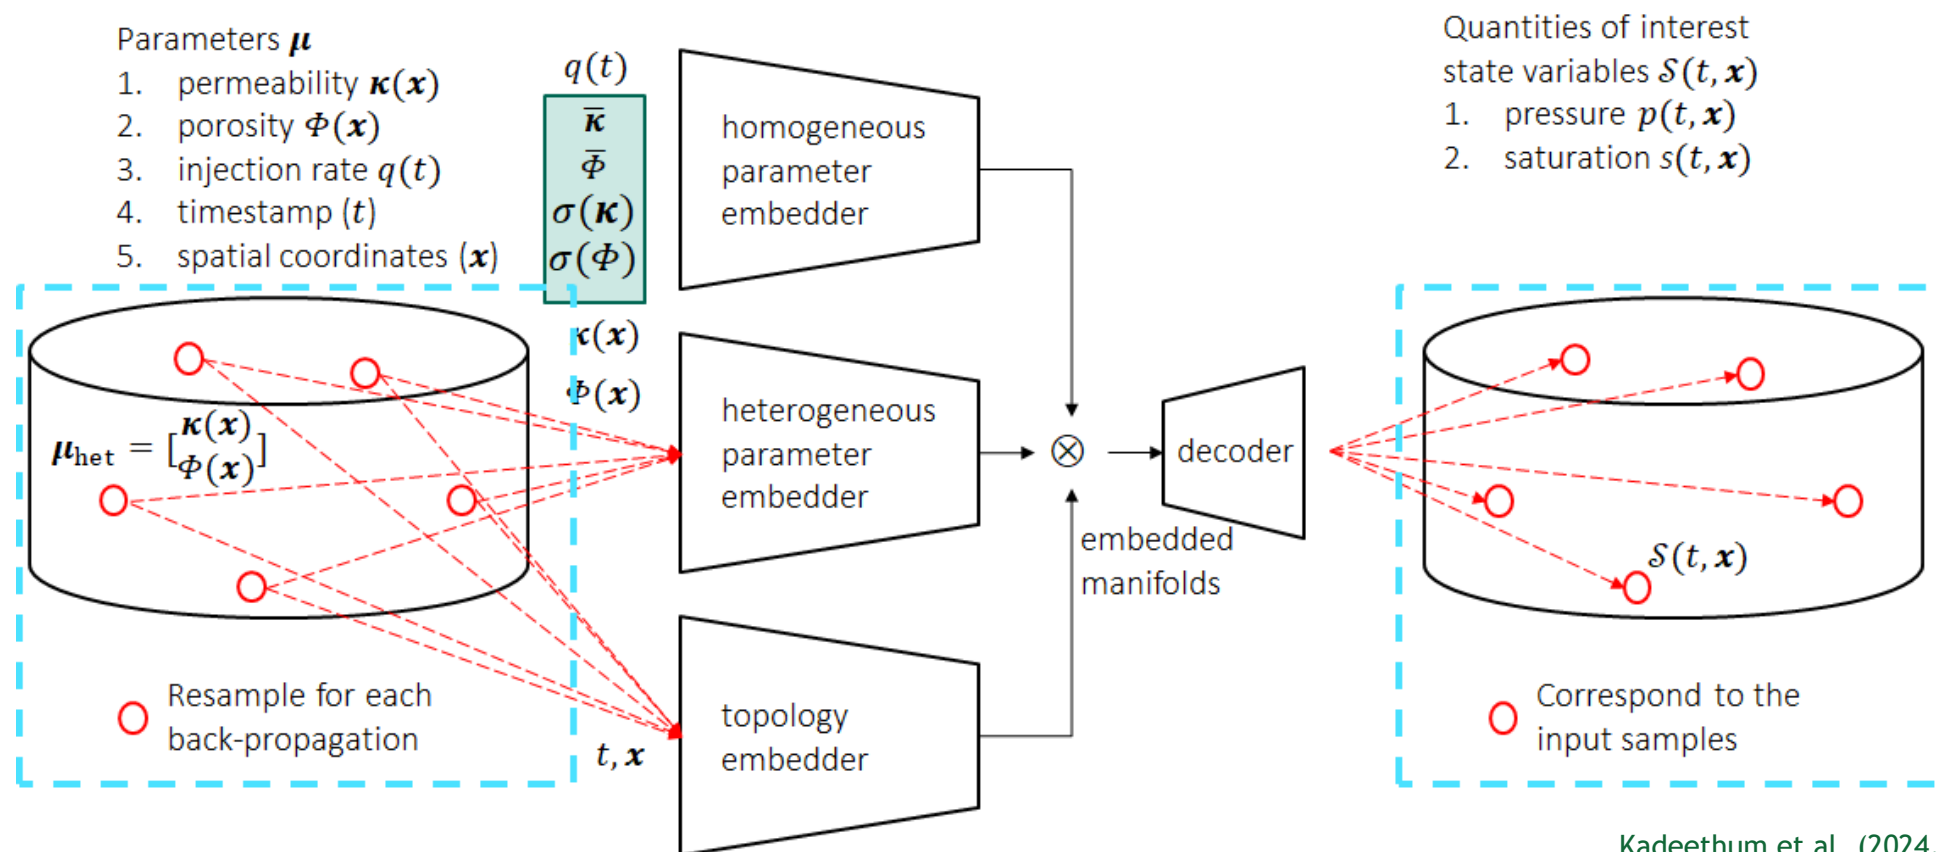 Parameters 𝝁
1. permeability 𝜿(𝒙)
2. porosity 𝛷(𝒙)
3. injection rate 𝑞(𝑡)
4. timestamp (𝑡)
5. spatial coordinates (𝒙)
𝑞(𝑡)
𝜿̅
𝛷̅
𝜎(𝜿)
𝜎(𝛷)
𝜿(𝒙)
𝛷(𝒙)
homogeneous
parameter
embedder
heterogeneous
parameter
embedder
topology
embedder
𝝁het = [𝜿(𝒙)
𝛷(𝒙)]
Resample for each
back-propagation
𝑡, 𝒙
⊗
decoder
embedded
manifolds
Quantities of interest
state variables 𝒮(𝑡, 𝒙)
1. pressure 𝑝(𝑡, 𝒙)
2. saturation 𝑠(𝑡, 𝒙)
𝒮(𝑡, 𝒙)
Correspond to the
input samples
Kadeethum et al. (2024,